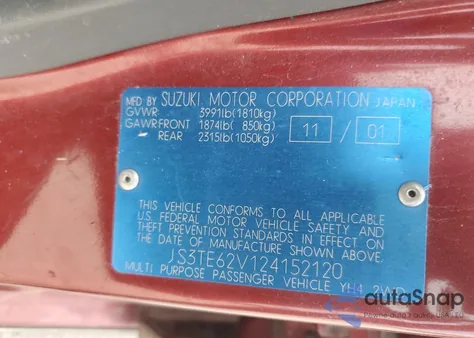 MFD BY SUZUKI MOTOR CORPORATION JAPAN
GVWR 3991lb(1810kg)
GAWR FRONT 1874lb( 850kg) 11 / 01
REAR 2315lb(1050kg)
THIS VEHICLE CONFORMS TO ALL APPLICABLE
U.S. FEDERAL MOTOR VEHICLE SAFETY AND
THEFT PREVENTION STANDARDS IN EFFECT ON
THE DATE OF MANUFACTURE SHOWN ABOVE.
JS3TE62V124152120
MULTI PURPOSE PASSENGER VEHICLE YH4 2WD
autoSnap